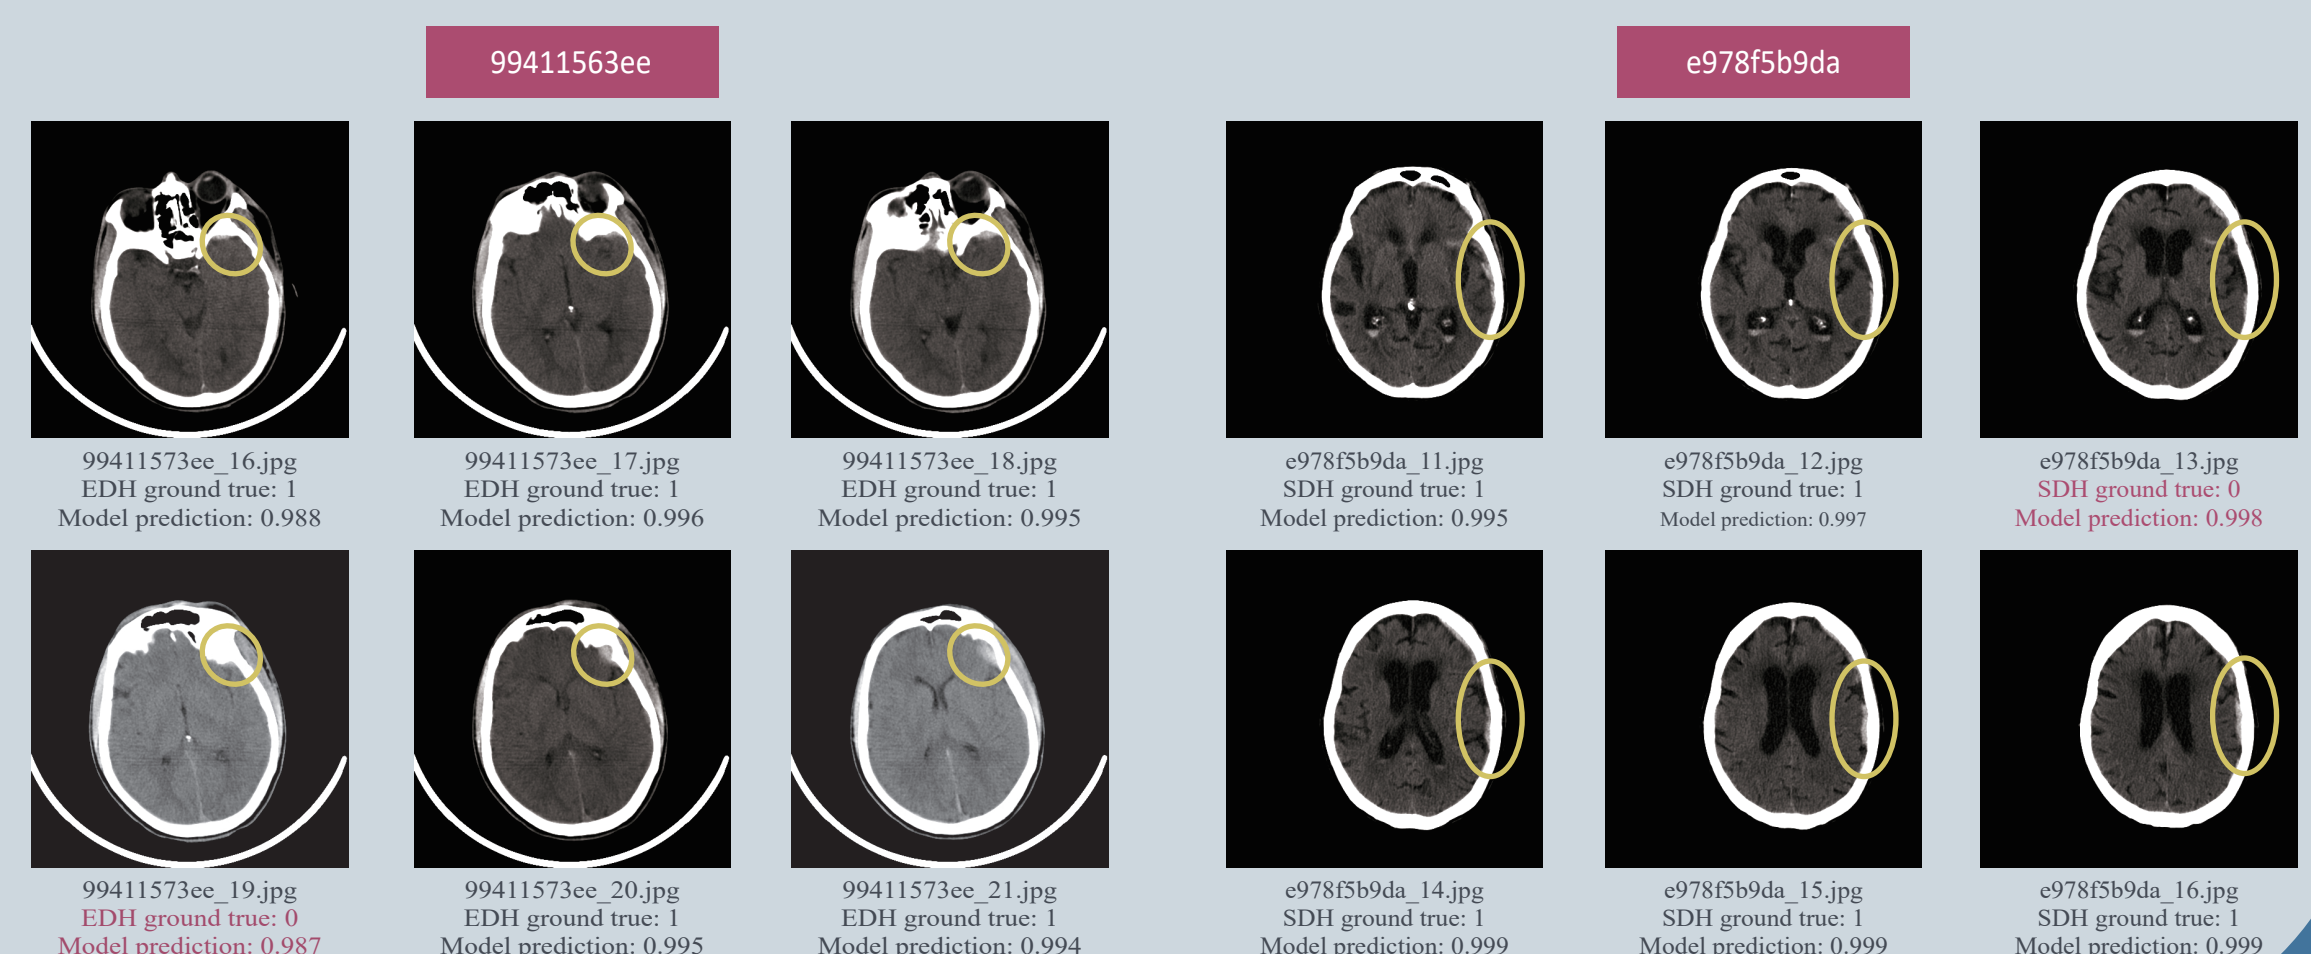 99411563ee
e978f5b9da
99411573ee_16.jpg
EDH ground true: 1
Model prediction: 0.988
99411573ee_17.jpg
EDH ground true: 1
Model prediction: 0.996
99411573ee_18.jpg
EDH ground true: 1
Model prediction: 0.995
e978f5b9da_11.jpg
SDH ground true: 1
Model prediction: 0.995
e978f5b9da_12.jpg
SDH ground true: 1
Model prediction: 0.997
e978f5b9da_13.jpg
SDH ground true: 0
Model prediction: 0.998
99411573ee_19.jpg
EDH ground true: 0
Model prediction: 0.987
99411573ee_20.jpg
EDH ground true: 1
Model prediction: 0.995
99411573ee_21.jpg
EDH ground true: 1
Model prediction: 0.994
e978f5b9da_14.jpg
SDH ground true: 1
Model prediction: 0.999
e978f5b9da_15.jpg
SDH ground true: 1
Model prediction: 0.999
e978f5b9da_16.jpg
SDH ground true: 1
Model prediction: 0.999